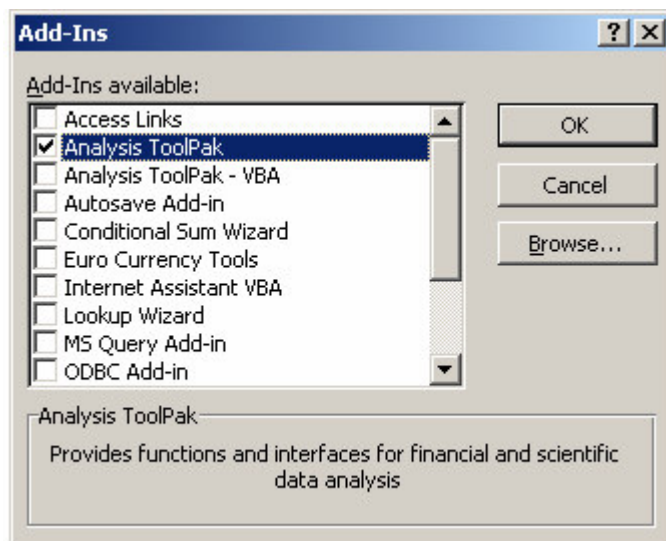 Add-Ins
Add-Ins available:
Access Links
Analysis ToolPak
Analysis ToolPak - VBA
Autosave Add-in
Conditional Sum Wizard
Euro Currency Tools
Internet Assistant VBA
Lookup Wizard
MS Query Add-in
ODBC Add-in
OK
Cancel
Browse...
Analysis ToolPak
Provides functions and interfaces for financial and scientific
data analysis